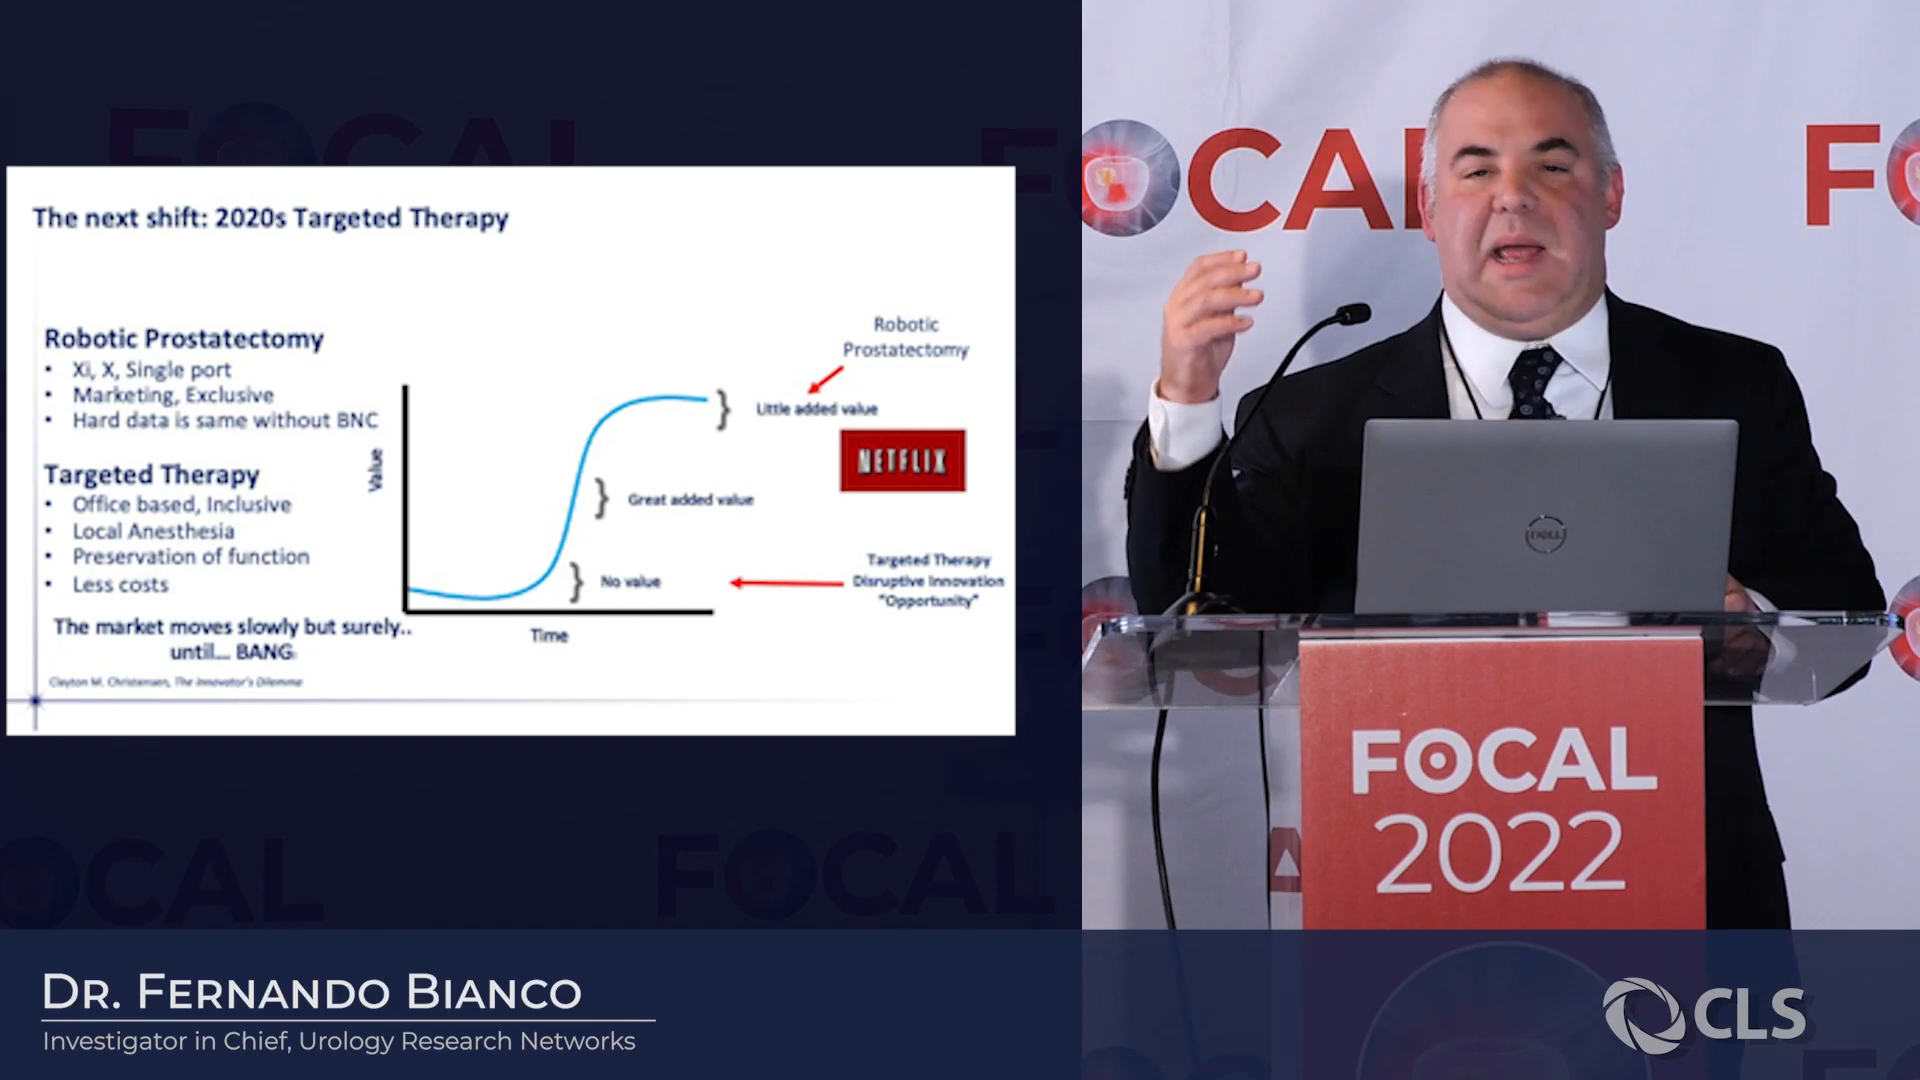 The next shift: 2020s Targeted Therapy
Robotic Prostatectomy
• Xi, X, Single port
• Marketing, Exclusive
• Hard data is same without BNC
Targeted Therapy
• Office based, Inclusive
• Local Anesthesia
• Preservation of function
• Less costs
The market moves slowly but surely..
until... BANG.
Clayton M. Christensen, The Innovator's Dilemma
Value
Time
Robotic
Prostatectomy
Little added value
NETFLIX
Great added value
No value
Targeted Therapy
Disruptive Innovation
"Opportunity"
FOCAL
F
DELL
FOCAL
2022
DR. FERNANDO BIANCO
Investigator in Chief, Urology Research Networks
CLS